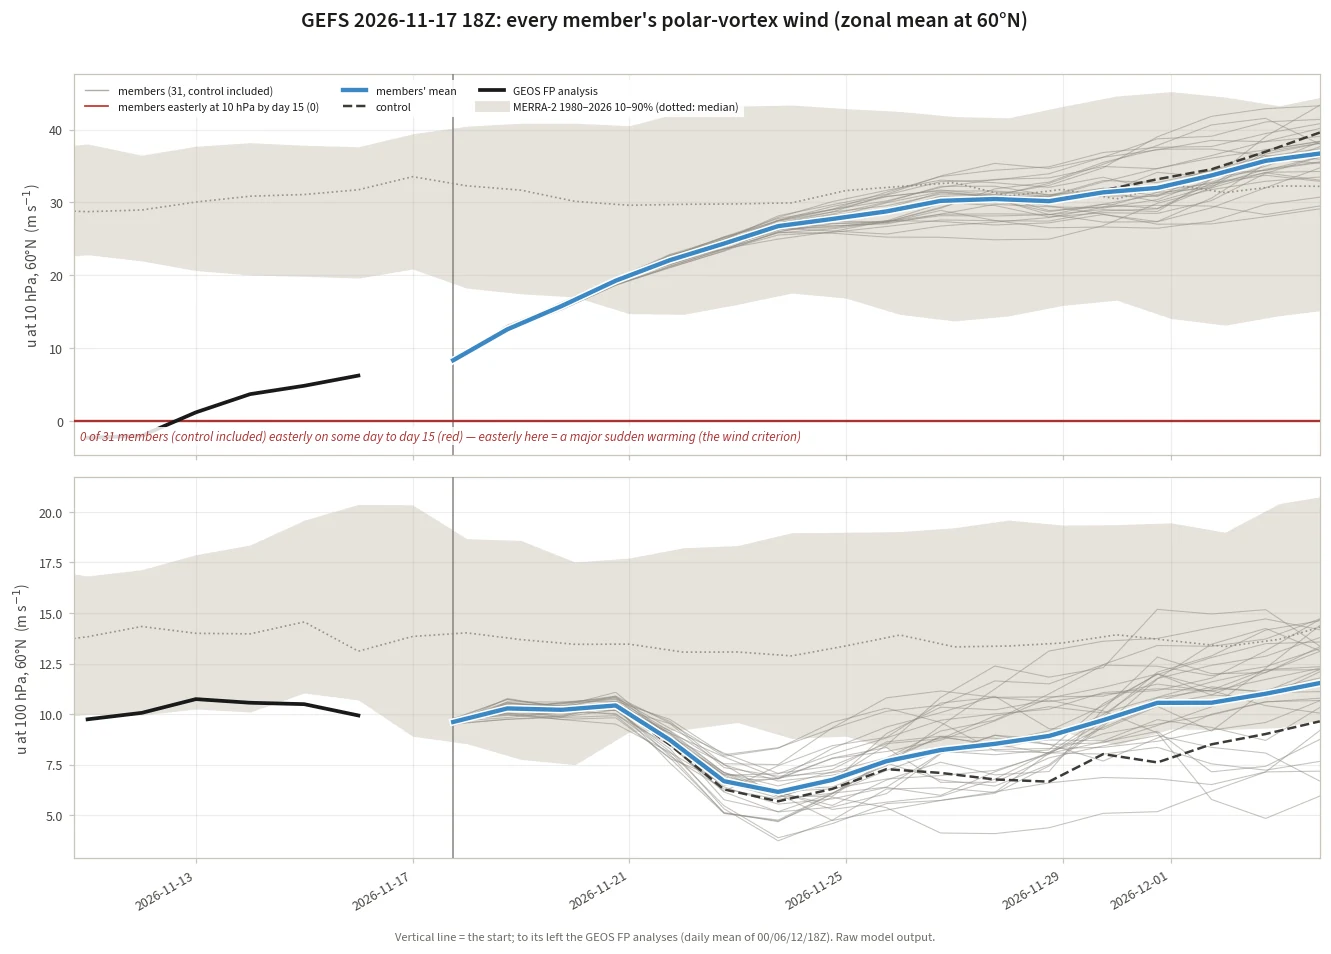 GEFS 2026-11-17 18Z: every member's polar-vortex wind (zonal mean at 60°N)
members (31, control included)
members easterly at 10 hPa by day 15 (0)
members' mean
control
GEOS FP analysis
MERRA-2 1980–2026 10–90% (dotted: median)
u at 10 hPa, 60°N (m s⁻¹)
40
30
20
10
0
0 of 31 members (control included) easterly on some day to day 15 (red) — easterly here = a major sudden warming (the wind criterion)
u at 100 hPa, 60°N (m s⁻¹)
20.0
17.5
15.0
12.5
10.0
7.5
5.0
2026-11-13
2026-11-17
2026-11-21
2026-11-25
2026-11-29
2026-12-01
Vertical line = the start; to its left the GEOS FP analyses (daily mean of 00/06/12/18Z). Raw model output.